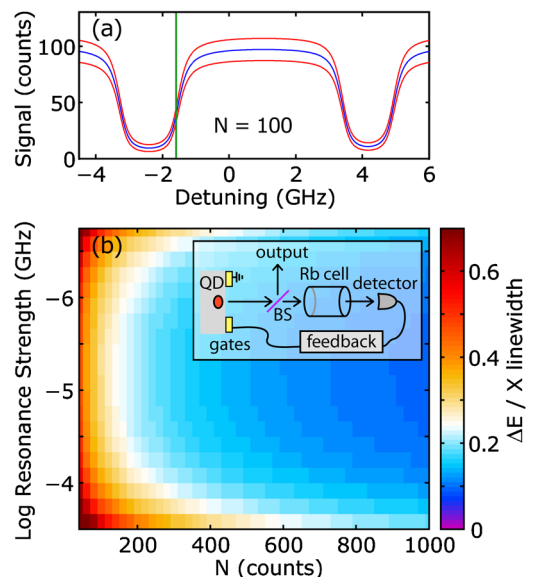 (a)
Signal (counts)
100
50
0
N = 100
−4
−2
0
2
4
6
Detuning (GHz)
(b)
Log Resonance Strength (GHz)
−6
−5
−4
output
QD
Rb cell
detector
BS
gates
feedback
200
400
600
800
1000
N (counts)
0.6
0.4
0.2
0
ΔE / X linewidth